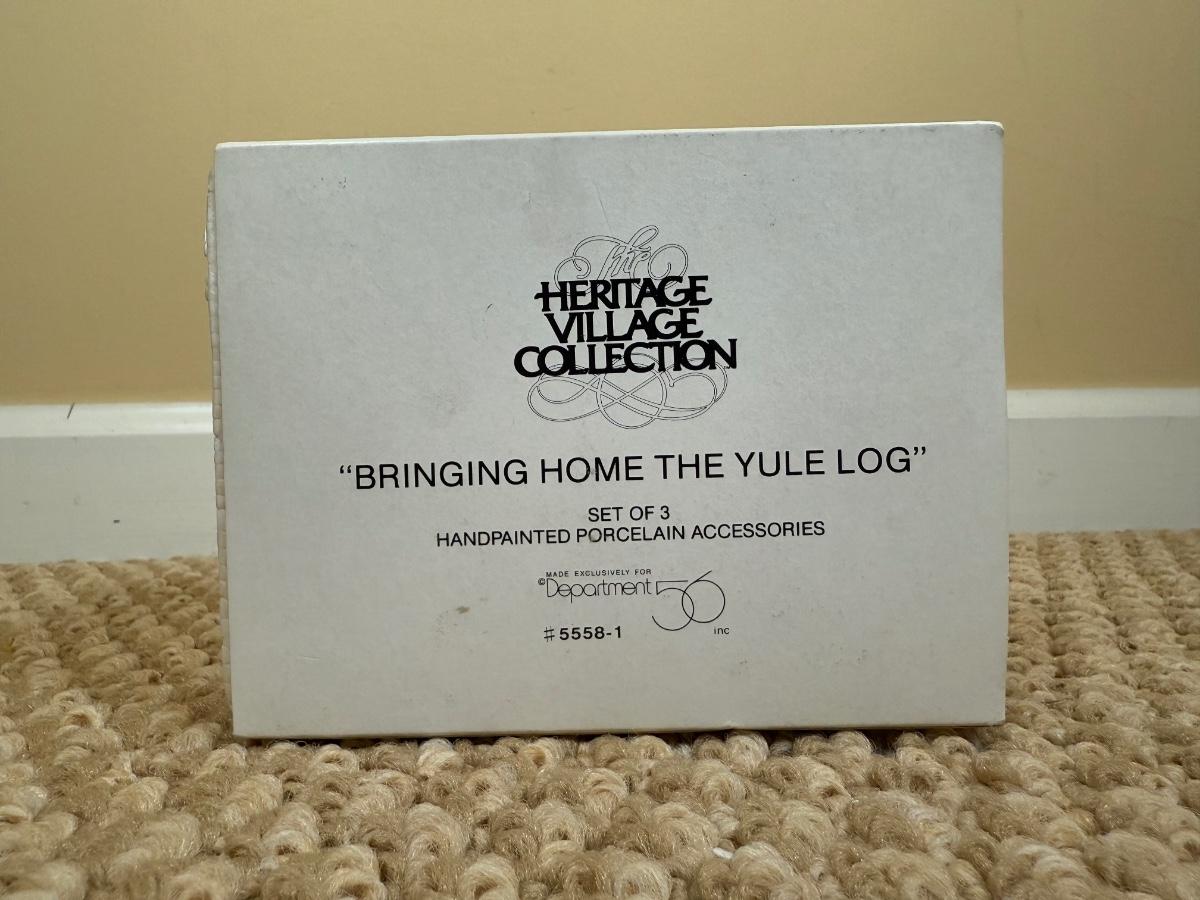 The
HERITAGE
VILLAGE
COLLECTION
“BRINGING HOME THE YULE LOG”
SET OF 3
HANDPAINTED PORCELAIN ACCESSORIES
MADE EXCLUSIVELY FOR
©Department 56
inc
#5558-1